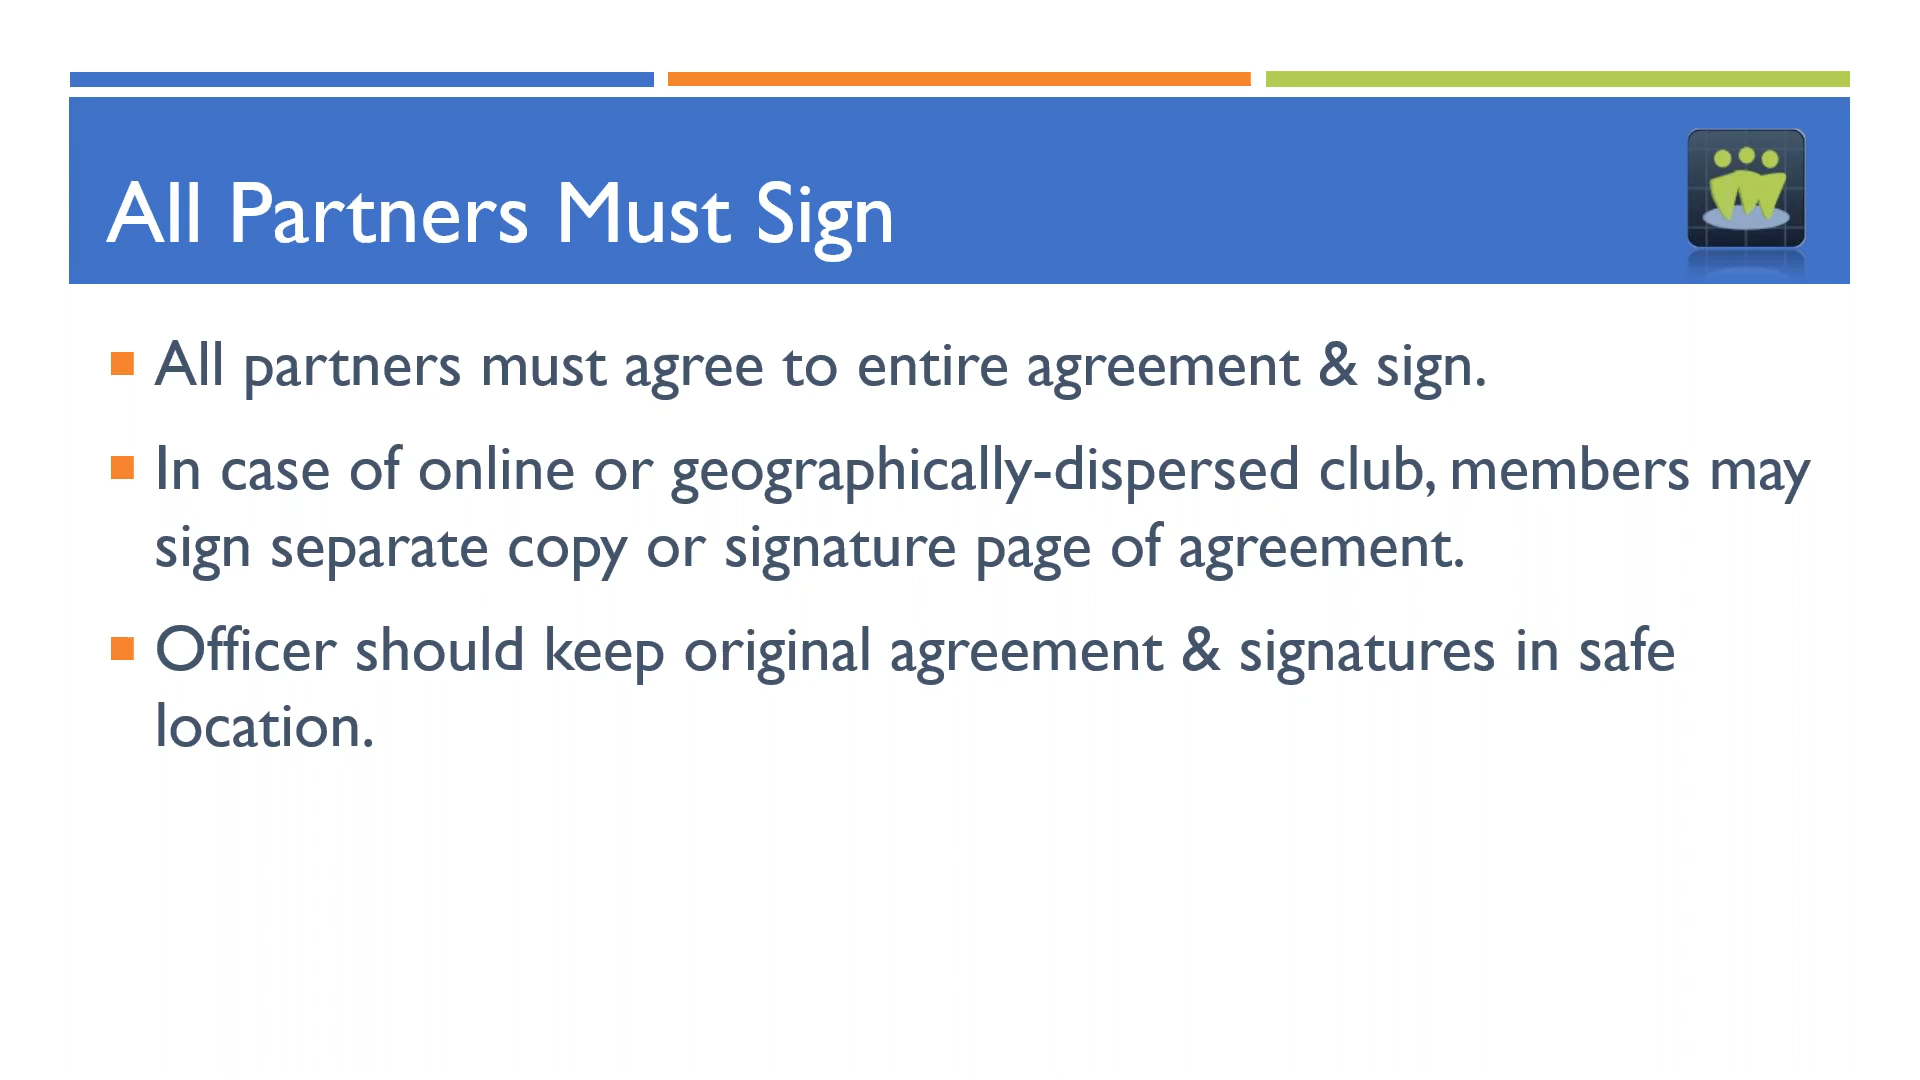 All Partners Must Sign
All partners must agree to entire agreement & sign.
In case of online or geographically-dispersed club, members may
sign separate copy or signature page of agreement.
Officer should keep original agreement & signatures in safe
location.